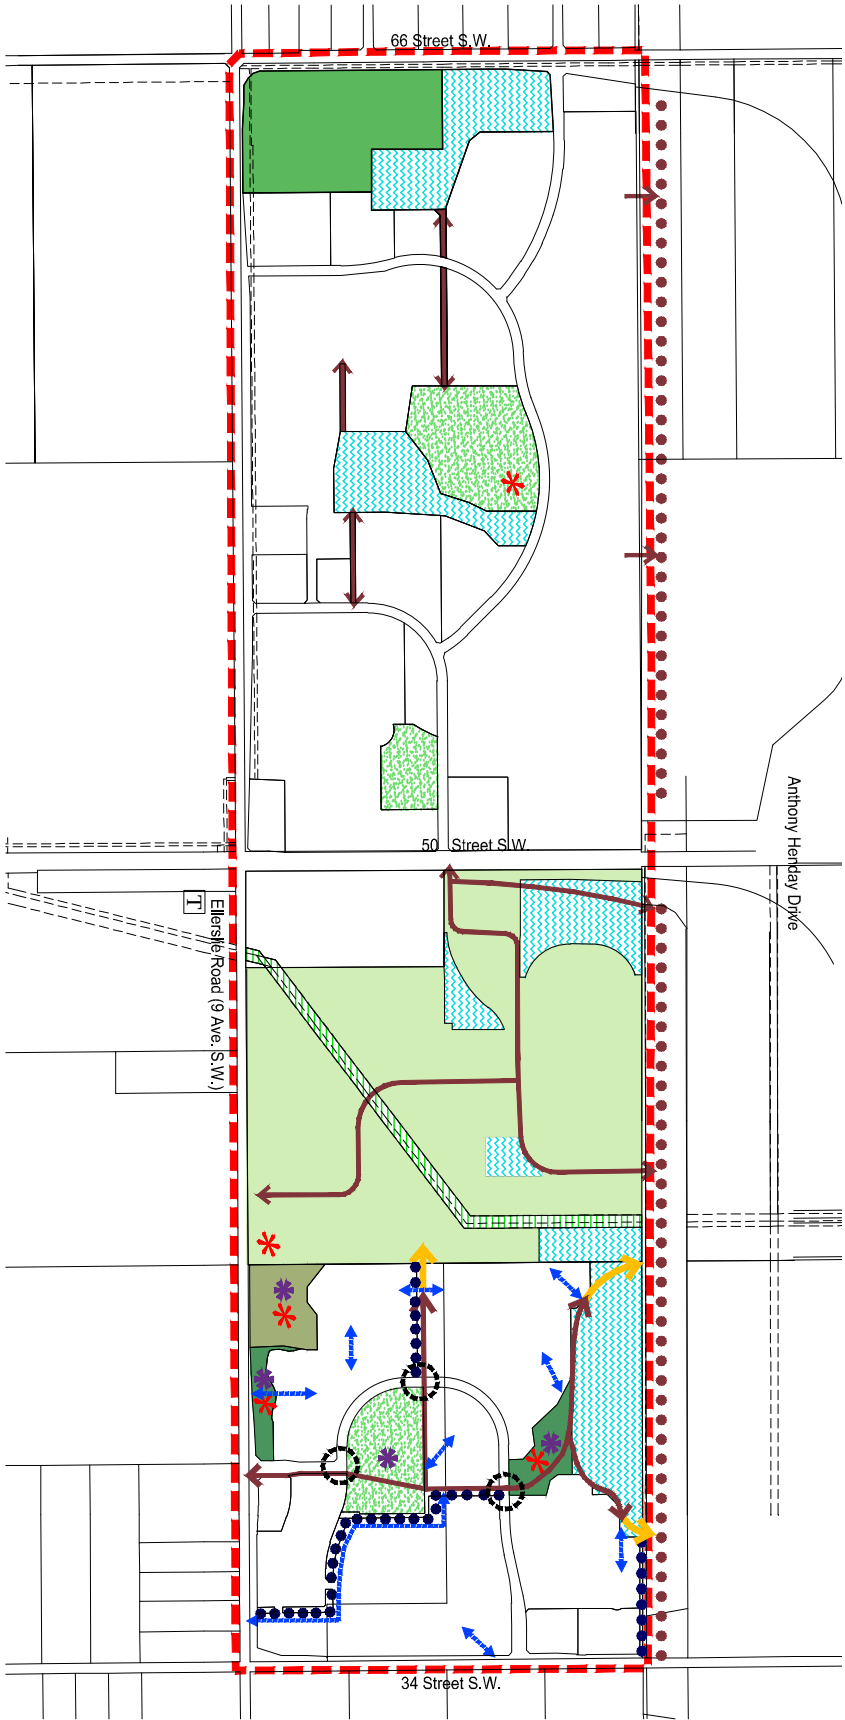 66 Street S.W.
Anthony Henday Drive
50 Street S.W.
T
Ellerslie Road (9 Ave. S.W.)
34 Street S.W.